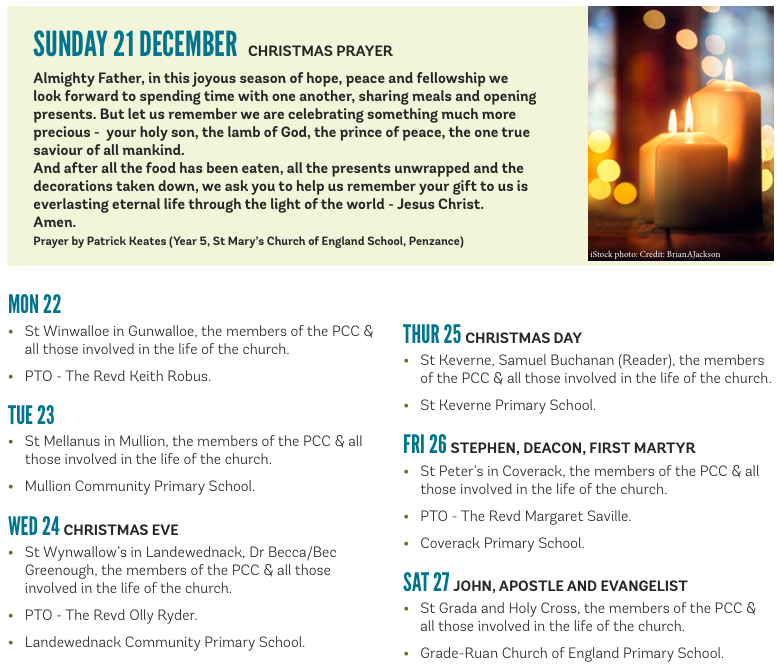 SUNDAY 21 DECEMBER CHRISTMAS PRAYER
Almighty Father, in this joyous season of hope, peace and fellowship we
look forward to spending time with one another, sharing meals and opening
presents. But let us remember we are celebrating something much more
precious - your holy son, the lamb of God, the prince of peace, the one true
saviour of all mankind.
And after all the food has been eaten, all the presents unwrapped and the
decorations taken down, we ask you to help us remember your gift to us is
everlasting eternal life through the light of the world - Jesus Christ.
Amen.
Prayer by Patrick Keates (Year 5, St Mary's Church of England School, Penzance)
iStock photo: Credit: BrianAJackson
MON 22
• St Winwalloe in Gunwalloe, the members of the PCC &
all those involved in the life of the church.
• PTO - The Revd Keith Robus.
TUE 23
• St Mellanus in Mullion, the members of the PCC & all
those involved in the life of the church.
• Mullion Community Primary School.
WED 24 CHRISTMAS EVE
• St Wynwallow's in Landewednack, Dr Becca/Bec
Greenough, the members of the PCC & all those
involved in the life of the church.
• PTO - The Revd Olly Ryder.
• Landewednack Community Primary School.
THUR 25 CHRISTMAS DAY
• St Keverne, Samuel Buchanan (Reader), the members
of the PCC & all those involved in the life of the church.
• St Keverne Primary School.
FRI 26 STEPHEN, DEACON, FIRST MARTYR
• St Peter's in Coverack, the members of the PCC & all
those involved in the life of the church.
• PTO - The Revd Margaret Saville.
• Coverack Primary School.
SAT 27 JOHN, APOSTLE AND EVANGELIST
• St Grada and Holy Cross, the members of the PCC &
all those involved in the life of the church.
• Grade-Ruan Church of England Primary School.